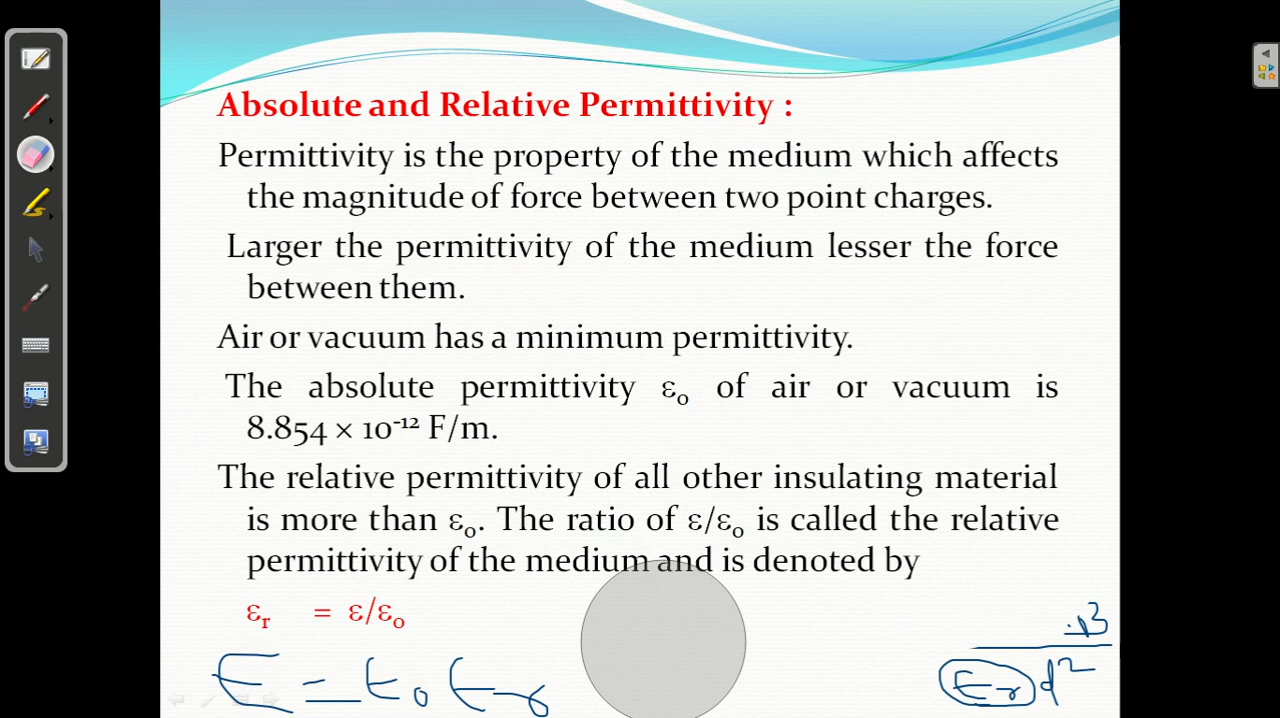 Absolute and Relative Permittivity :
Permittivity is the property of the medium which affects
the magnitude of force between two point charges.
Larger the permittivity of the medium lesser the force
between them.
Air or vacuum has a minimum permittivity.
The absolute permittivity ε₀ of air or vacuum is
8.854 × 10⁻¹² F/m.
The relative permittivity of all other insulating material
is more than ε₀. The ratio of ε/ε₀ is called the relative
permittivity of the medium and is denoted by
εᵣ = ε/ε₀
ε = ε₀ εᵣ
εᵣ d²